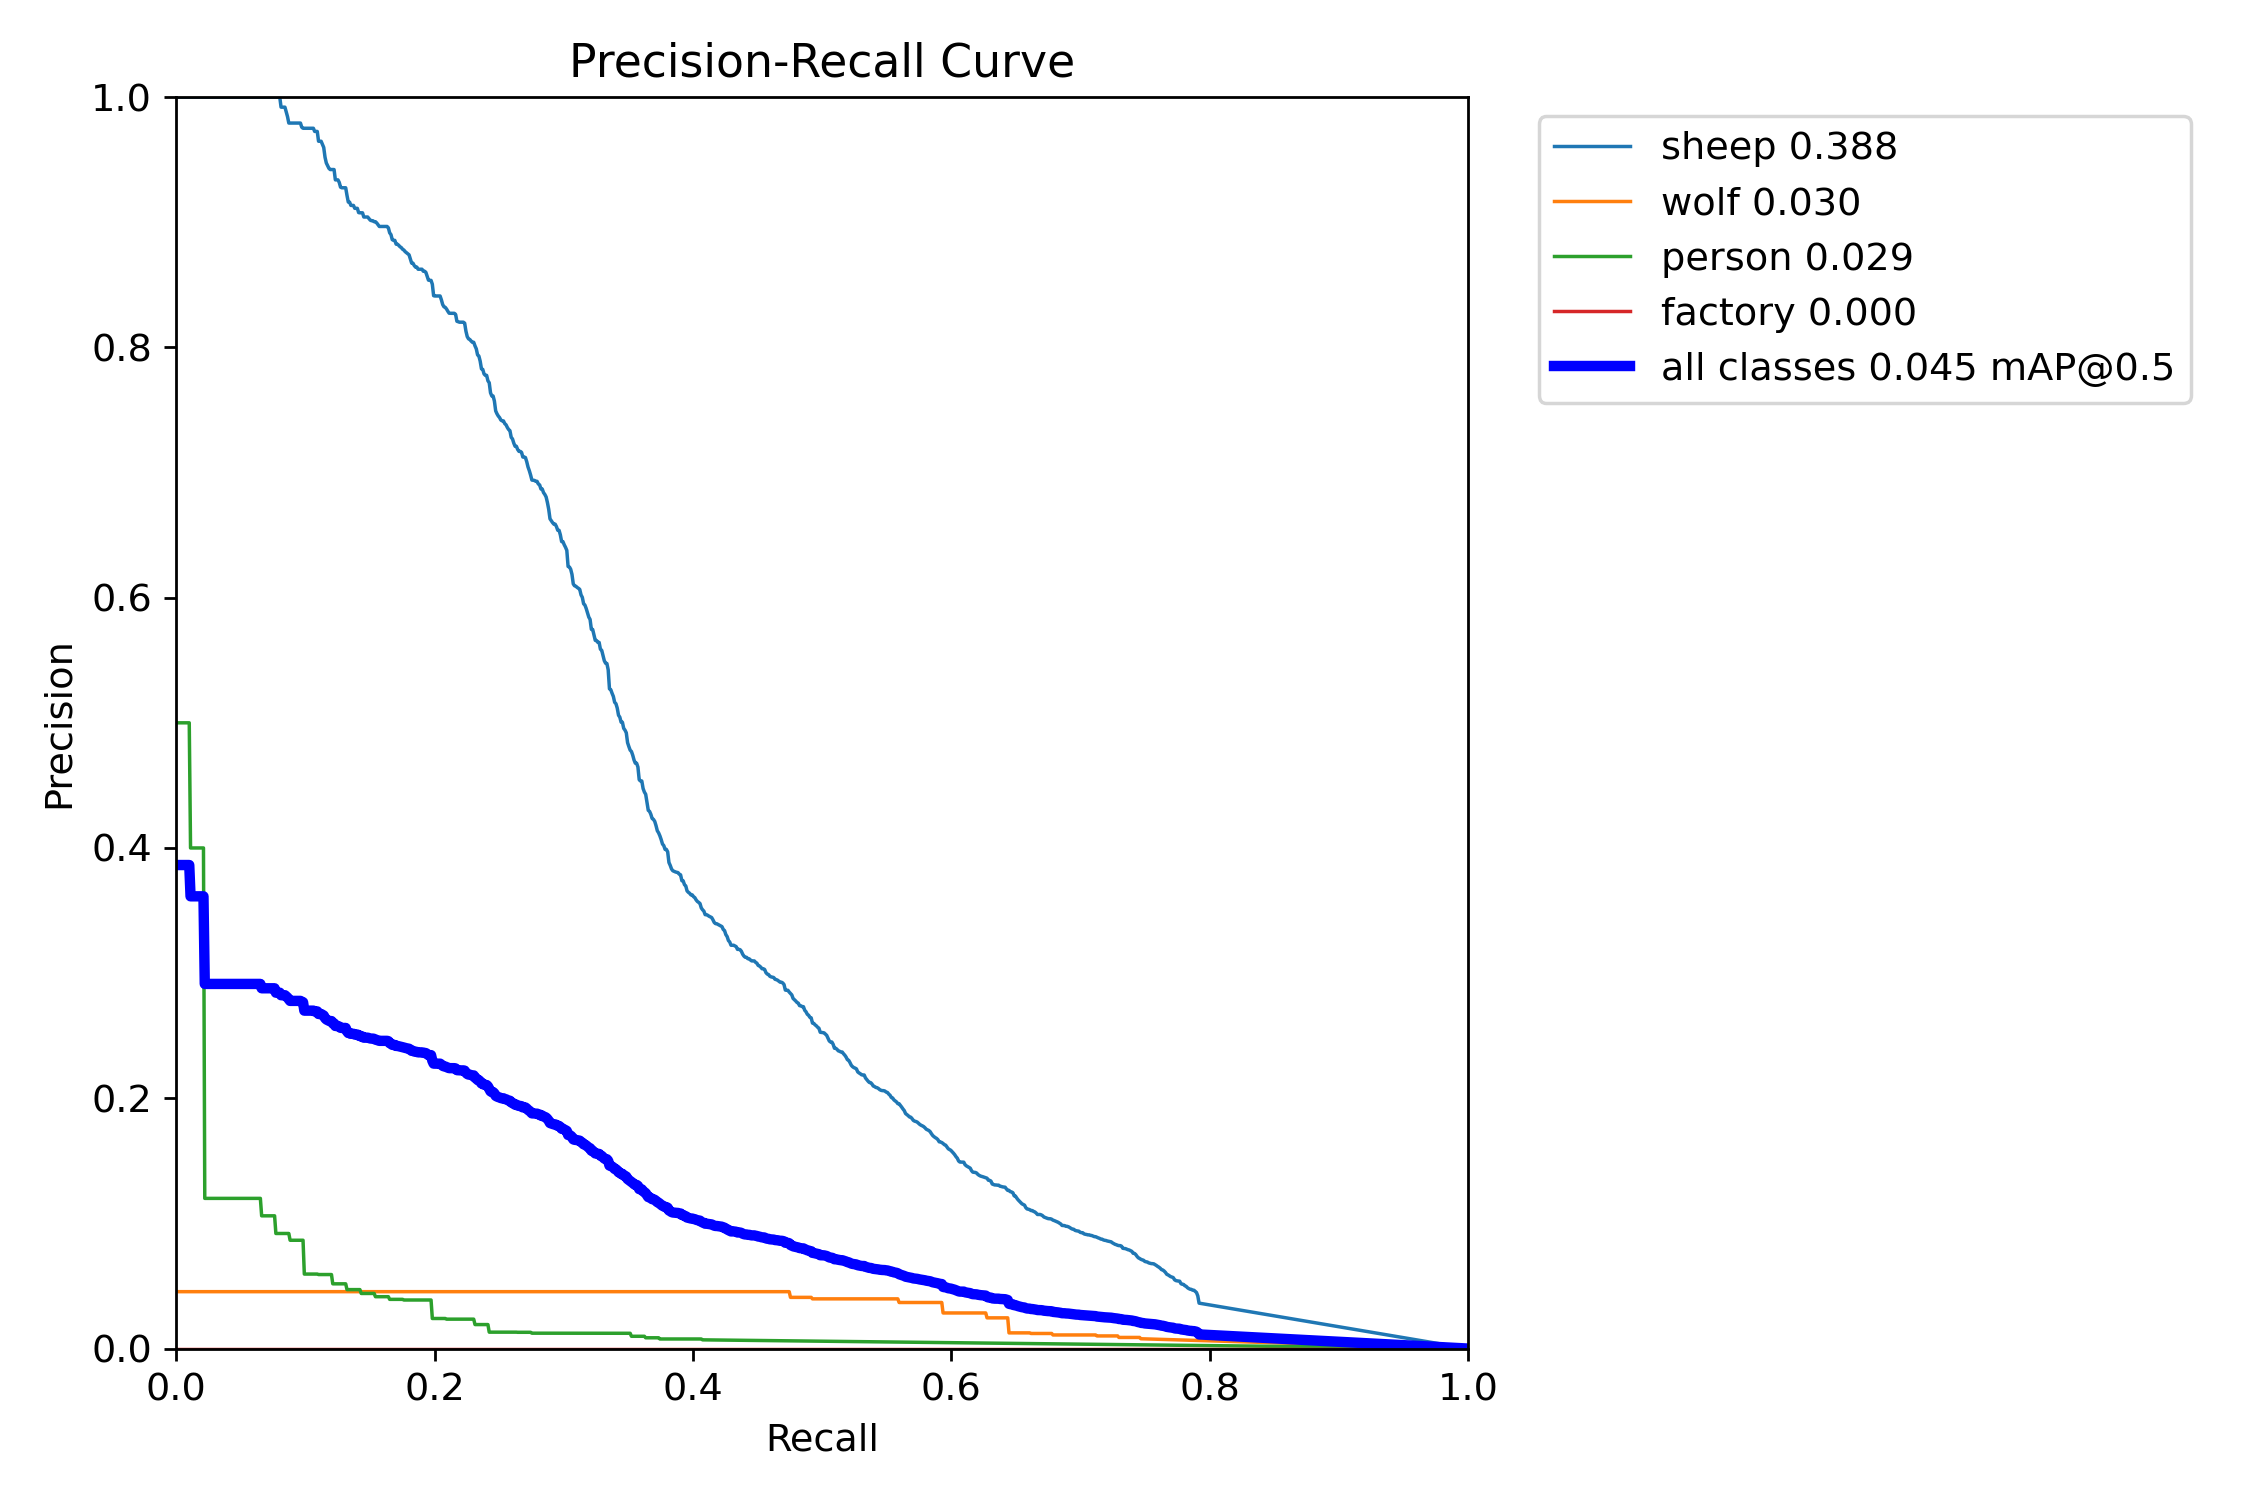 Precision-Recall Curve
1.0
0.8
0.6
0.4
0.2
0.0
Precision
0.0 0.2 0.4 0.6 0.8 1.0
Recall
sheep 0.388
wolf 0.030
person 0.029
factory 0.000
all classes 0.045 mAP@0.5